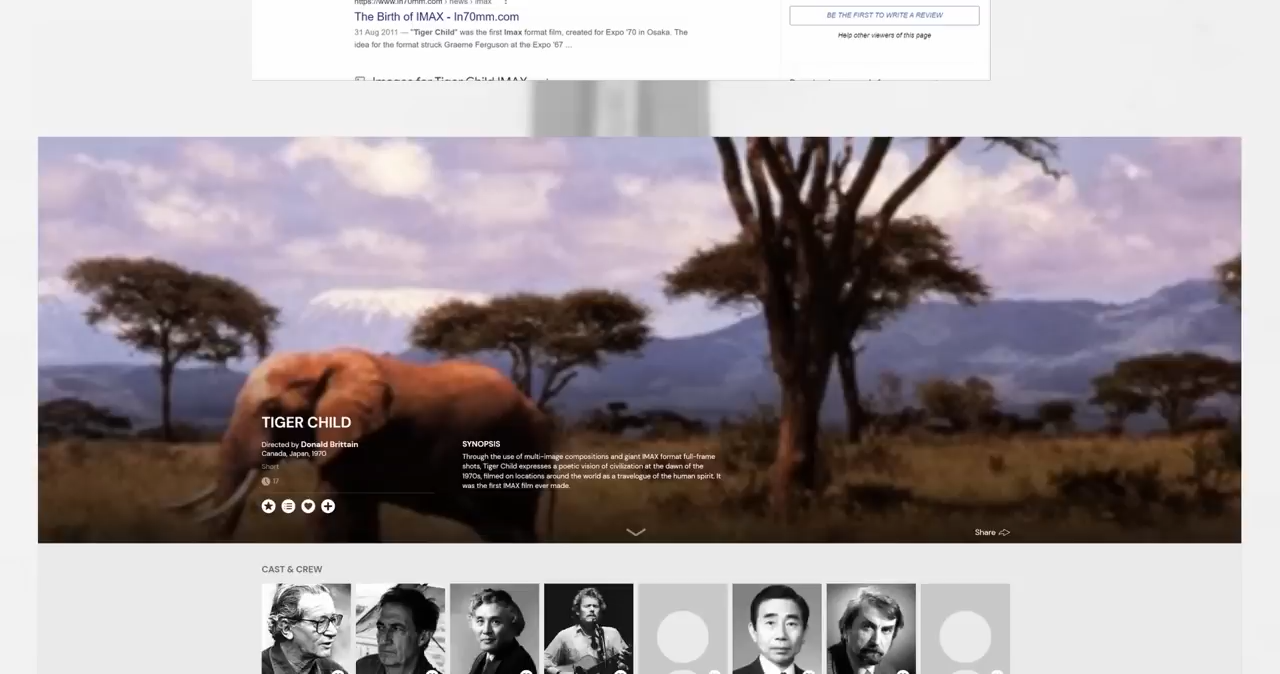 https://www.in70mm.com › news › imax
The Birth of IMAX - In70mm.com
31 Aug 2011 — "Tiger Child" was the first Imax format film, created for Expo '70 in Osaka. The
idea for the format struck Graeme Ferguson at the Expo '67 ...
Images for Tiger Child IMAX
BE THE FIRST TO WRITE A REVIEW
Help other viewers of this page
TIGER CHILD
Directed by Donald Brittain
Canada, Japan, 1970
Short
17
SYNOPSIS
Through the use of multi-image compositions and giant IMAX format full-frame
shots, Tiger Child expresses a poetic vision of civilization at the dawn of the
1970s, filmed on locations around the world as a travelogue of the human spirit. It
was the first IMAX film ever made.
Share
CAST & CREW